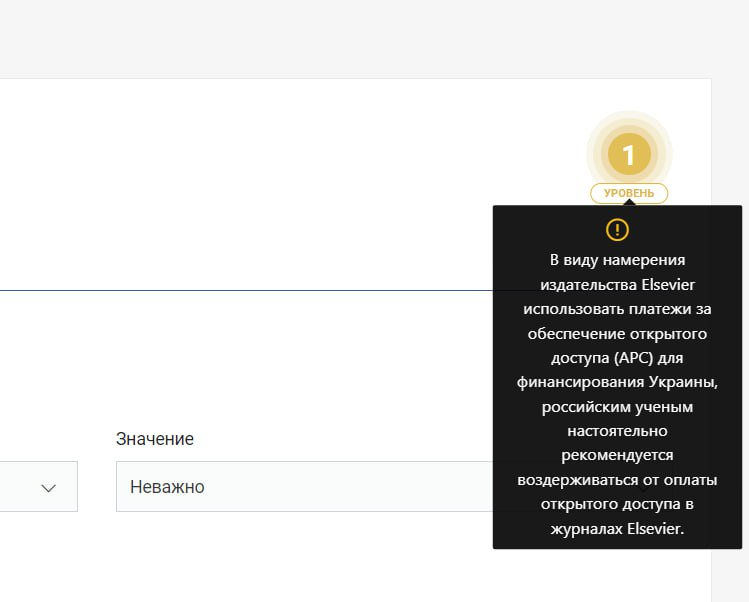 1
УРОВЕНЬ
В виду намерения
издательства Elsevier
использовать платежи за
обеспечение открытого
доступа (APC) для
финансирования Украины,
российским ученым
настоятельно
рекомендуется
воздерживаться от оплаты
открытого доступа в
журналах Elsevier.
Значение
Неважно